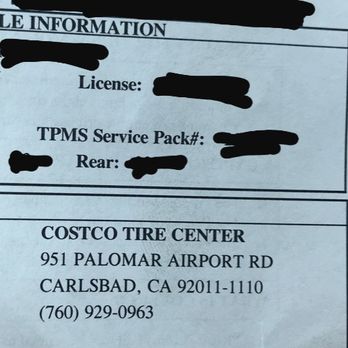 LE INFORMATION
License:
TPMS Service Pack#:
Rear:
COSTCO TIRE CENTER
951 PALOMAR AIRPORT RD
CARLSBAD, CA 92011-1110
(760) 929-0963